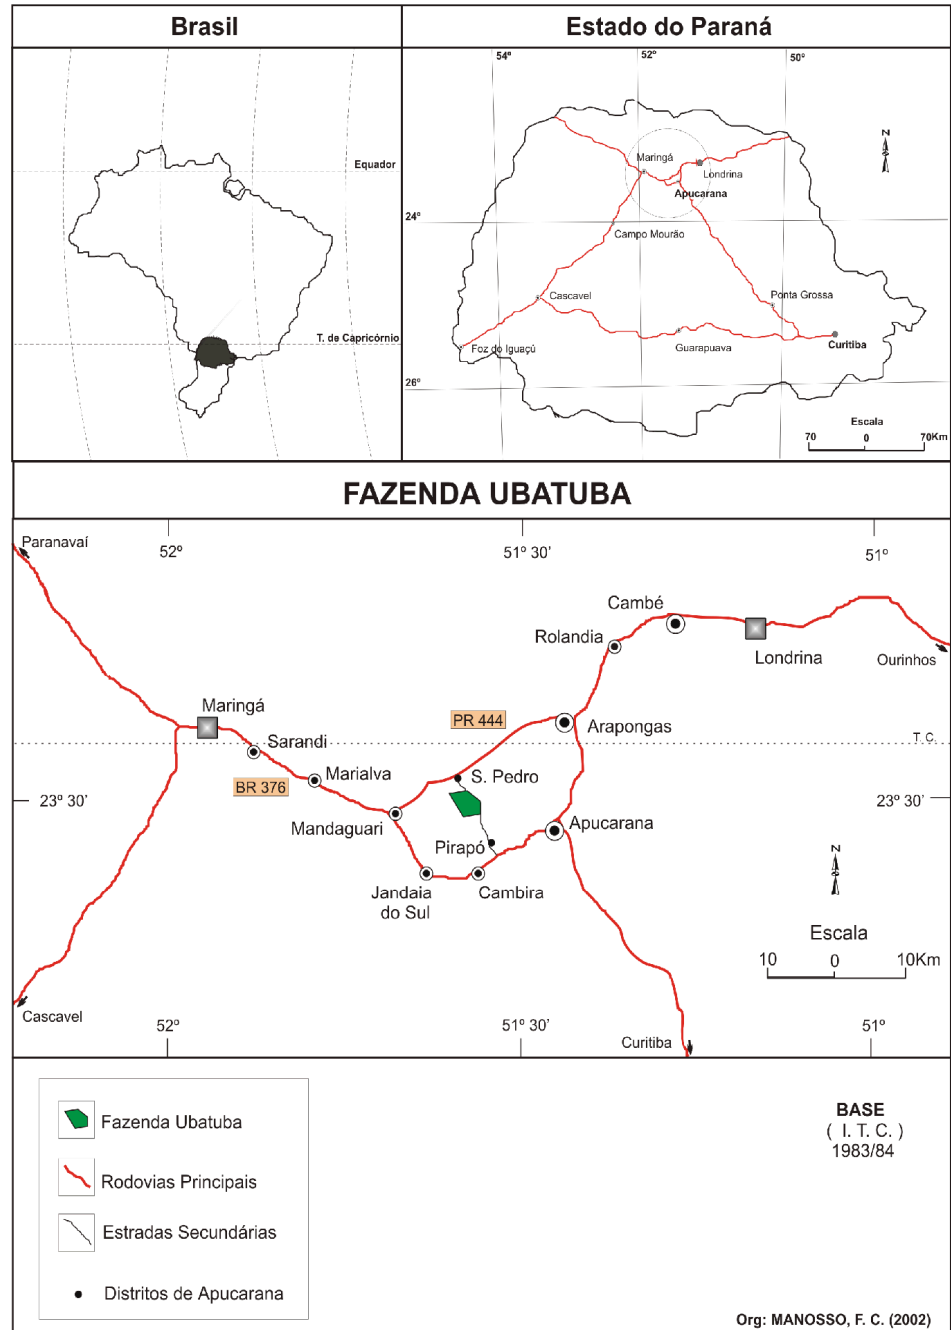 Brasil
Estado do Paraná
54º
52º
50º
Equador
N
Maringá
Londrina
Apucarana
24º
Campo Mourão
Cascavel
Ponta Grossa
T. de Capricórnio
Foz do Iguaçú
Guarapuava
Curitiba
26º
Escala
70
0
70Km
FAZENDA UBATUBA
Paranavaí
52º
51º 30'
51º
Cambé
Rolandia
Londrina
Ourinhos
Maringá
PR 444
Arapongas
T. C.
Sarandi
Marialva
S. Pedro
BR 376
23º 30'
23º 30'
Mandaguari
Apucarana
Pirapó
N
Jandaia
do Sul
Cambira
Escala
10
0
10Km
Cascavel
52º
51º 30'
51º
Curitiba
Fazenda Ubatuba
Rodovias Principais
Estradas Secundárias
Distritos de Apucarana
BASE
( I. T. C. )
1983/84
Org: MANOSSO, F. C. (2002)